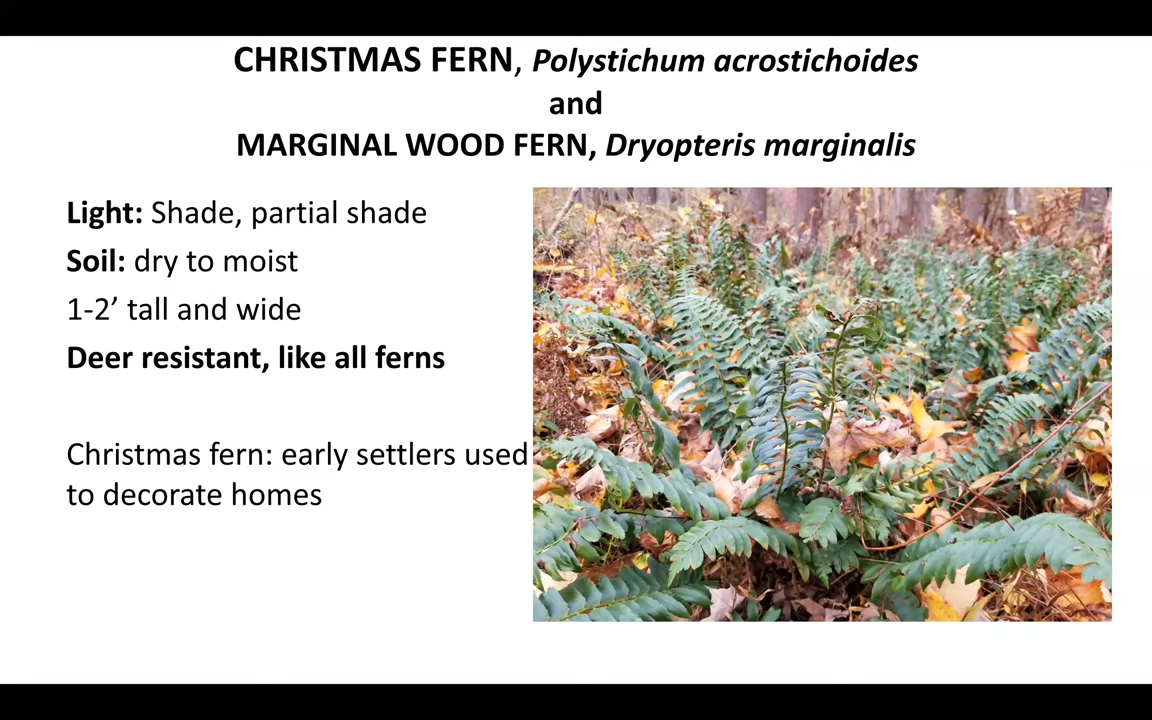 CHRISTMAS FERN, Polystichum acrostichoides
and
MARGINAL WOOD FERN, Dryopteris marginalis
Light: Shade, partial shade
Soil: dry to moist
1-2’ tall and wide
Deer resistant, like all ferns
Christmas fern: early settlers used
to decorate homes